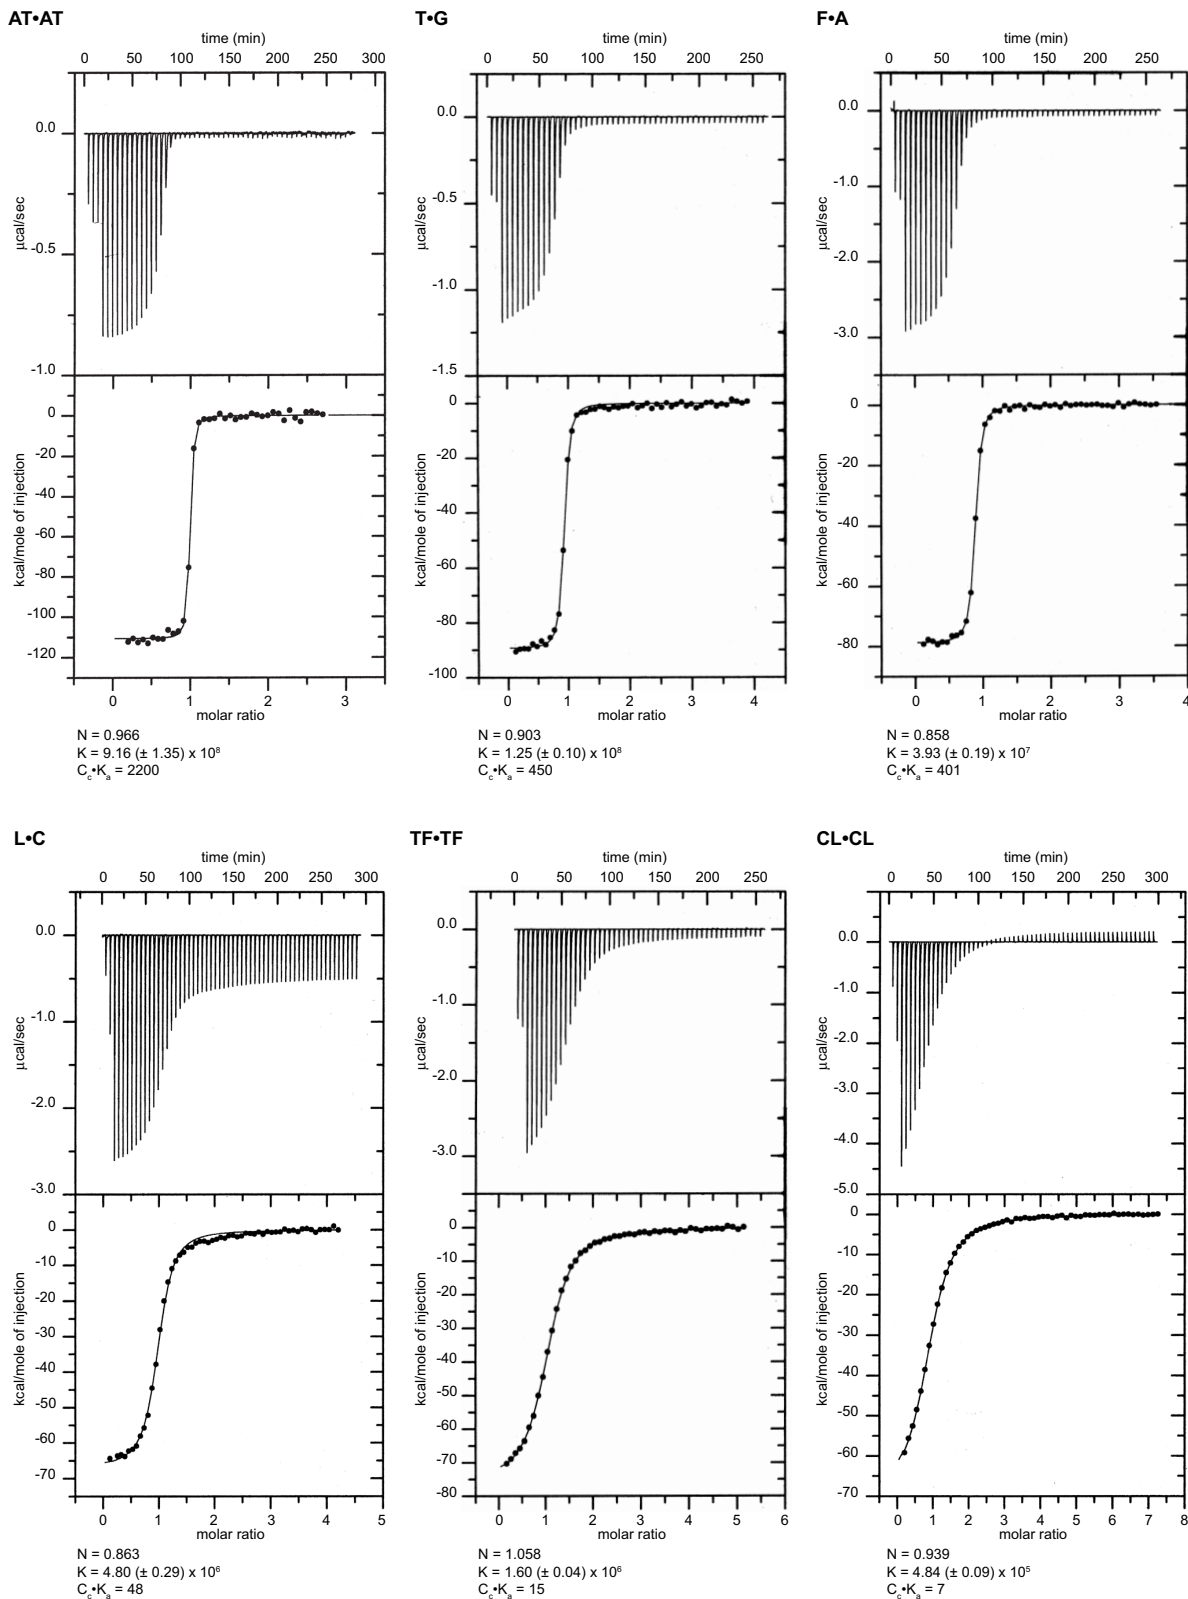 AT•AT
time (min)
0 50 100 150 200 250 300
0.0
-0.5
-1.0
µcal/sec
0
-20
-40
-60
-80
-100
-120
kcal/mole of injection
0 1 2 3
molar ratio
N = 0.966
K = 9.16 (± 1.35) x 10⁸
C꜀•Kₐ = 2200
T•G
time (min)
0 50 100 150 200 250
0.0
-0.5
-1.0
-1.5
µcal/sec
0
-20
-40
-60
-80
-100
kcal/mole of injection
0 1 2 3 4
molar ratio
N = 0.903
K = 1.25 (± 0.10) x 10⁸
C꜀•Kₐ = 450
F•A
time (min)
0 50 100 150 200 250
0.0
-1.0
-2.0
-3.0
µcal/sec
0
-20
-40
-60
-80
kcal/mole of injection
0 1 2 3 4
molar ratio
N = 0.858
K = 3.93 (± 0.19) x 10⁷
C꜀•Kₐ = 401
L•C
time (min)
0 50 100 150 200 250 300
0.0
-1.0
-2.0
-3.0
µcal/sec
0
-10
-20
-30
-40
-50
-60
-70
kcal/mole of injection
0 1 2 3 4 5
molar ratio
N = 0.863
K = 4.80 (± 0.29) x 10⁶
C꜀•Kₐ = 48
TF•TF
time (min)
0 50 100 150 200 250
0.0
-1.0
-2.0
-3.0
µcal/sec
0
-10
-20
-30
-40
-50
-60
-70
-80
kcal/mole of injection
0 1 2 3 4 5 6
molar ratio
N = 1.058
K = 1.60 (± 0.04) x 10⁶
C꜀•Kₐ = 15
CL•CL
time (min)
0 50 100 150 200 250 300
0.0
-1.0
-2.0
-3.0
-4.0
-5.0
µcal/sec
0
-10
-20
-30
-40
-50
-60
-70
kcal/mole of injection
0 1 2 3 4 5 6 7 8
molar ratio
N = 0.939
K = 4.84 (± 0.09) x 10⁵
C꜀•Kₐ = 7